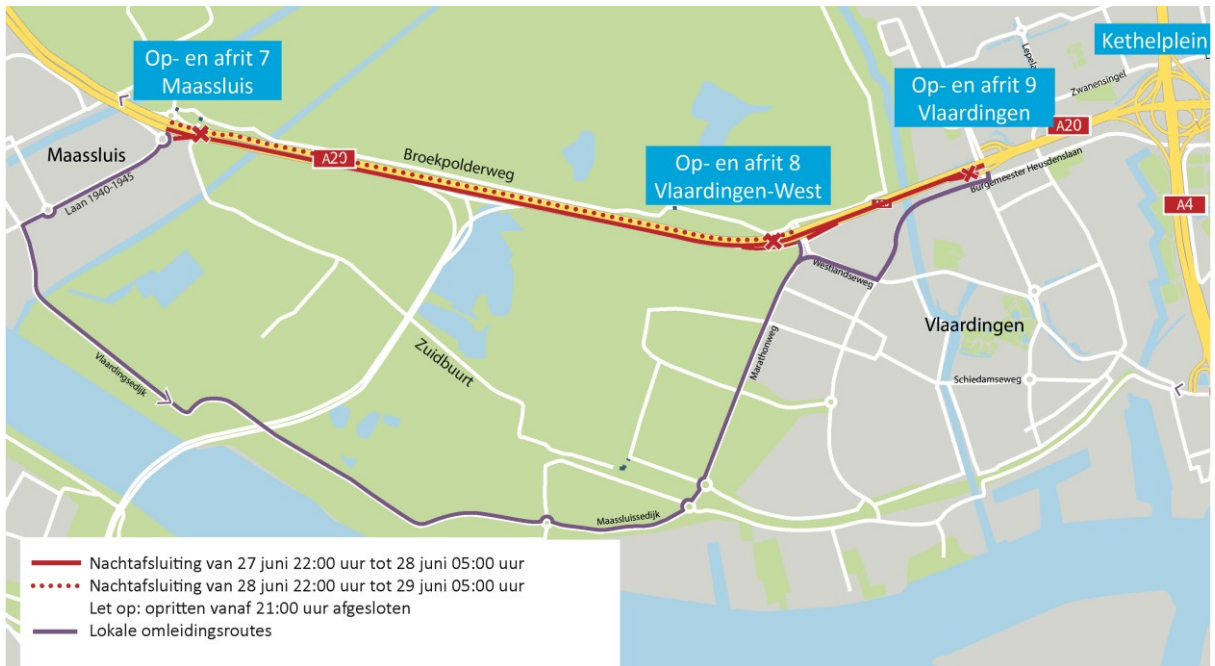 Op- en afrit 7
Maassluis
Kethelplein
Lepela
Zwanensingel
Op- en afrit 9
Vlaardingen
A20
Burgemeester Heusdenslaan
Maassluis
A20
Broekpolderweg
Op- en afrit 8
Vlaardingen-West
Laan 1940-1945
A4
Westlandseweg
Vlaardingen
Marathonweg
Zuidbuurt
Vlaardingsedijk
Schiedamseweg
Maassluissedijk
Nachtafsluiting van 27 juni 22:00 uur tot 28 juni 05:00 uur
Nachtafsluiting van 28 juni 22:00 uur tot 29 juni 05:00 uur
Let op: opritten vanaf 21:00 uur afgesloten
Lokale omleidingsroutes